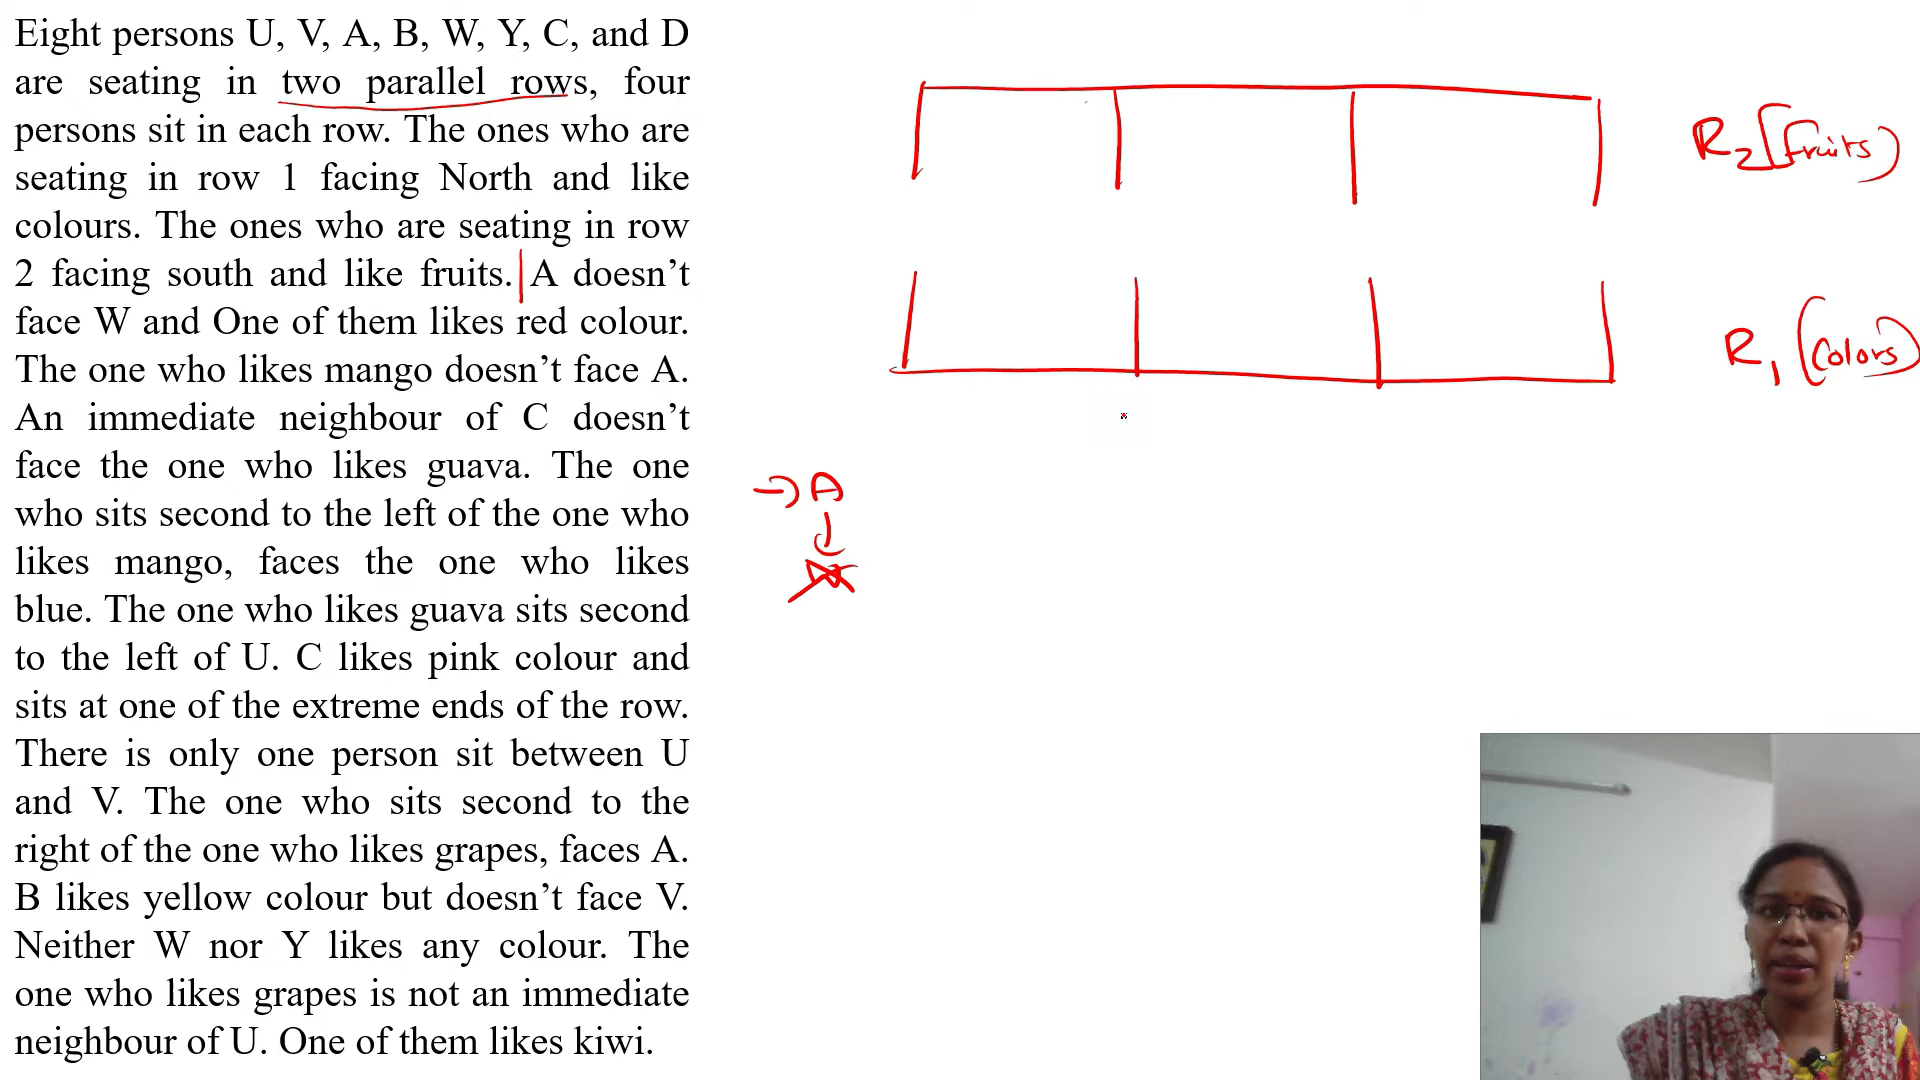 Eight persons U, V, A, B, W, Y, C, and D
are seating in two parallel rows, four
persons sit in each row. The ones who are
seating in row 1 facing North and like
colours. The ones who are seating in row
2 facing south and like fruits. A doesn’t
face W and One of them likes red colour.
The one who likes mango doesn’t face A.
An immediate neighbour of C doesn’t
face the one who likes guava. The one
who sits second to the left of the one who
likes mango, faces the one who likes
blue. The one who likes guava sits second
to the left of U. C likes pink colour and
sits at one of the extreme ends of the row.
There is only one person sit between U
and V. The one who sits second to the
right of the one who likes grapes, faces A.
B likes yellow colour but doesn’t face V.
Neither W nor Y likes any colour. The
one who likes grapes is not an immediate
neighbour of U. One of them likes kiwi.
R2 (Fruits)
R1 (Colors)
→ A